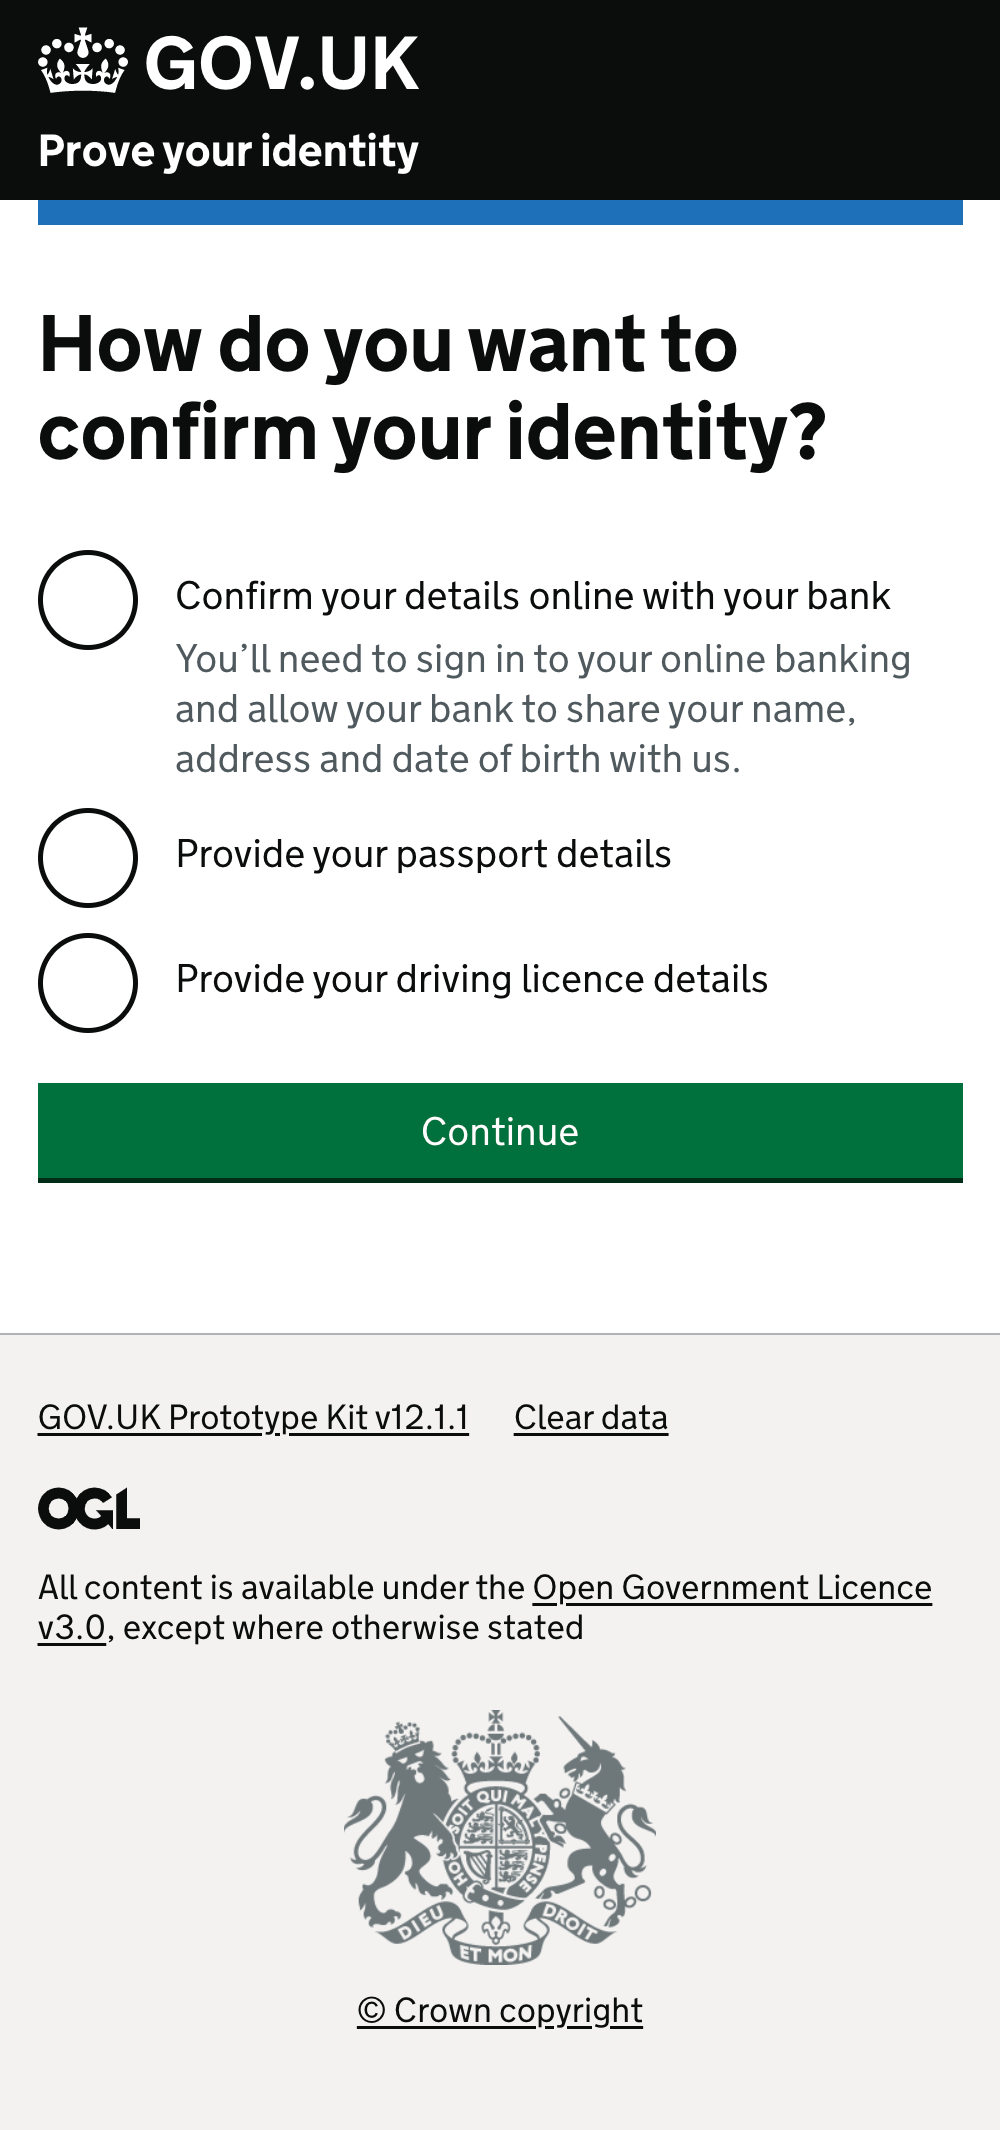 GOV.UK
Prove your identity
How do you want to
confirm your identity?
Confirm your details online with your bank
You’ll need to sign in to your online banking
and allow your bank to share your name,
address and date of birth with us.
Provide your passport details
Provide your driving licence details
Continue
GOV.UK Prototype Kit v12.1.1 Clear data
OGL
All content is available under the Open Government Licence
v3.0, except where otherwise stated
SOIT QUI MAL Y PENSE
DIEU ET MON DROIT
© Crown copyright